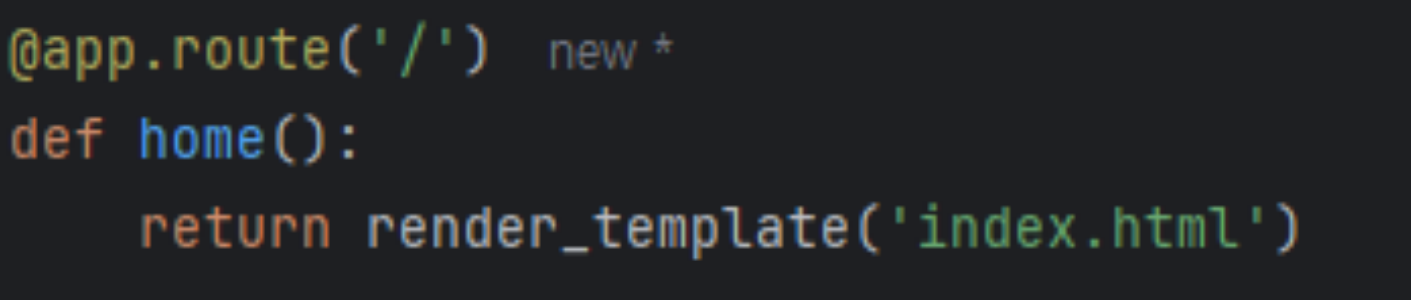 @app.route('/') new *
def home():
    return render_template('index.html')